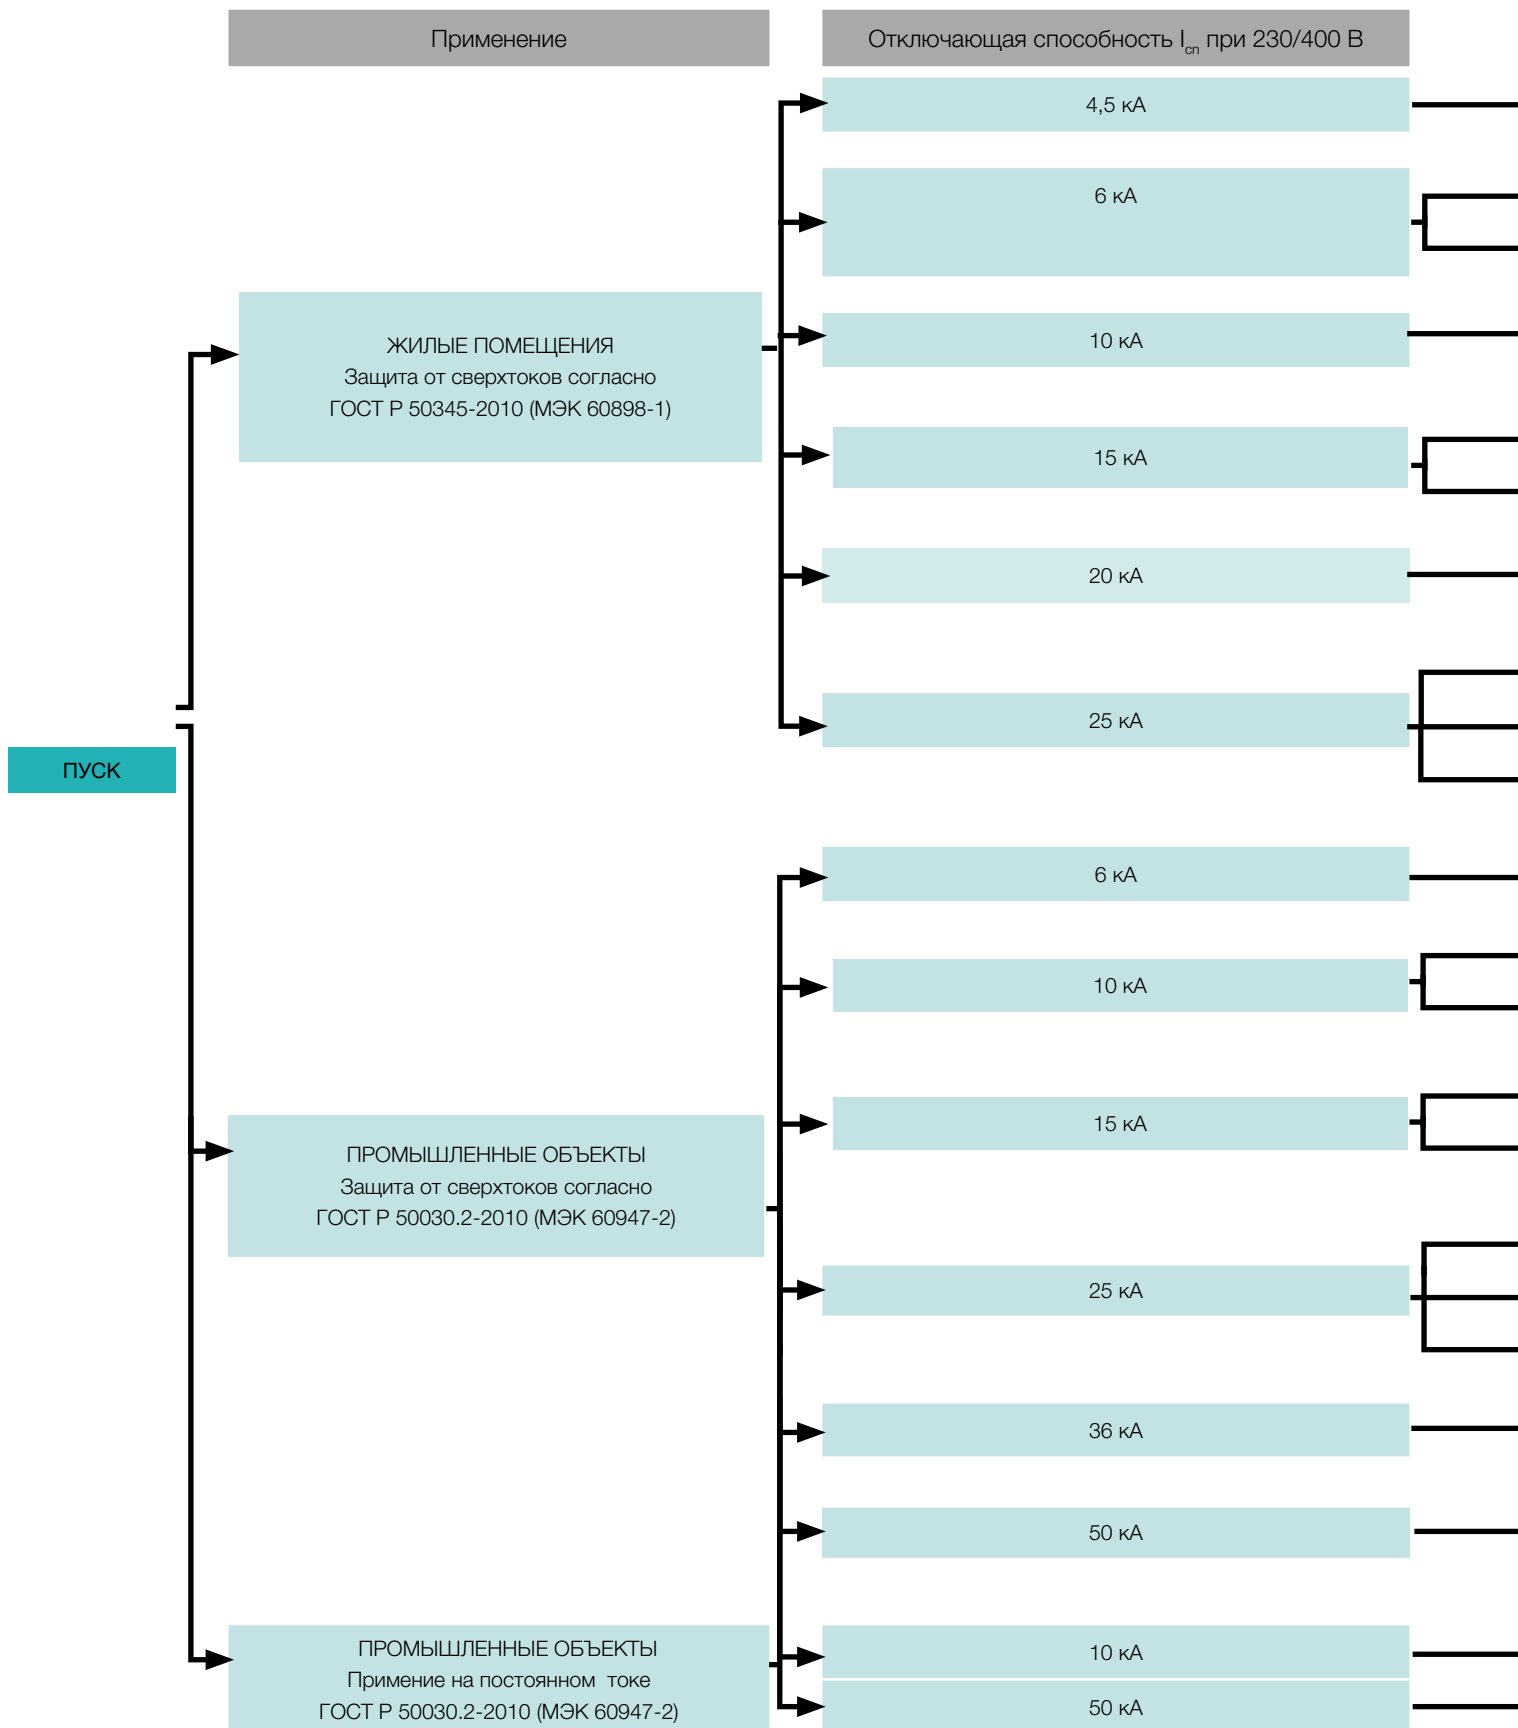 Применение
Отключающая способность Icn при 230/400 В
4,5 кА
6 кА
10 кА
ЖИЛЫЕ ПОМЕЩЕНИЯ
Защита от сверхтоков согласно
ГОСТ Р 50345-2010 (МЭК 60898-1)
15 кА
20 кА
25 кА
ПУСК
6 кА
10 кА
15 кА
ПРОМЫШЛЕННЫЕ ОБЪЕКТЫ
Защита от сверхтоков согласно
ГОСТ Р 50030.2-2010 (МЭК 60947-2)
25 кА
36 кА
50 кА
ПРОМЫШЛЕННЫЕ ОБЪЕКТЫ
Примение на постоянном токе
ГОСТ Р 50030.2-2010 (МЭК 60947-2)
10 кА
50 кА